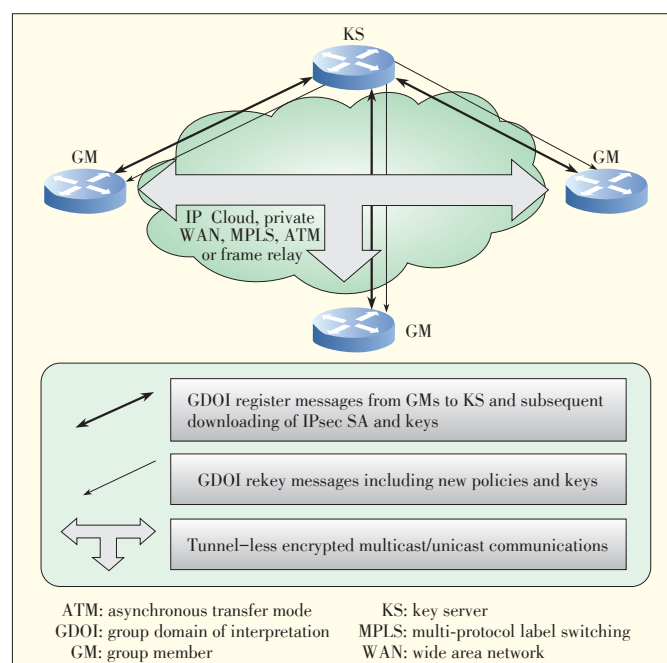 KS
GM
GM
IP Cloud, private
WAN, MPLS, ATM
or frame relay
GM
GDOI register messages from GMs to KS and subsequent
downloading of IPsec SA and keys
GDOI rekey messages including new policies and keys
Tunnel-less encrypted multicast/unicast communications
ATM: asynchronous transfer mode
KS: key server
GDOI: group domain of interpretation
MPLS: multi-protocol label switching
GM: group member
WAN: wide area network